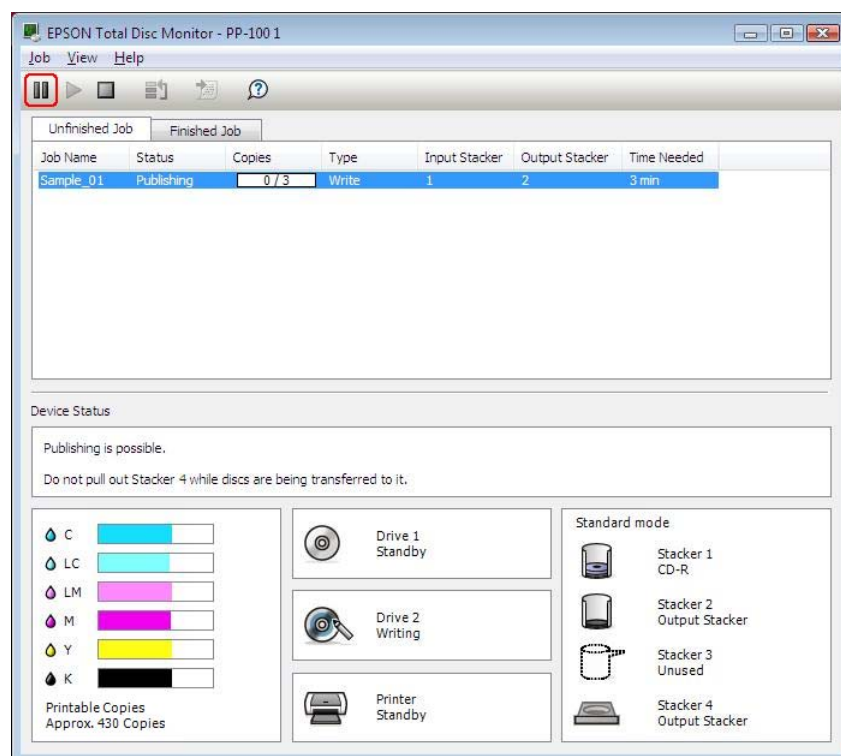 EPSON Total Disc Monitor - PP-100 1
Job View Help
Unfinished Job Finished Job
Job Name Status Copies Type Input Stacker Output Stacker Time Needed
Sample_01 Publishing 0 / 3 Write 1 2 3 min
Device Status
Publishing is possible.
Do not pull out Stacker 4 while discs are being transferred to it.
C
LC
LM
M
Y
K
Printable Copies
Approx. 430 Copies
Drive 1
Standby
Drive 2
Writing
Printer
Standby
Standard mode
Stacker 1
CD-R
Stacker 2
Output Stacker
Stacker 3
Unused
Stacker 4
Output Stacker